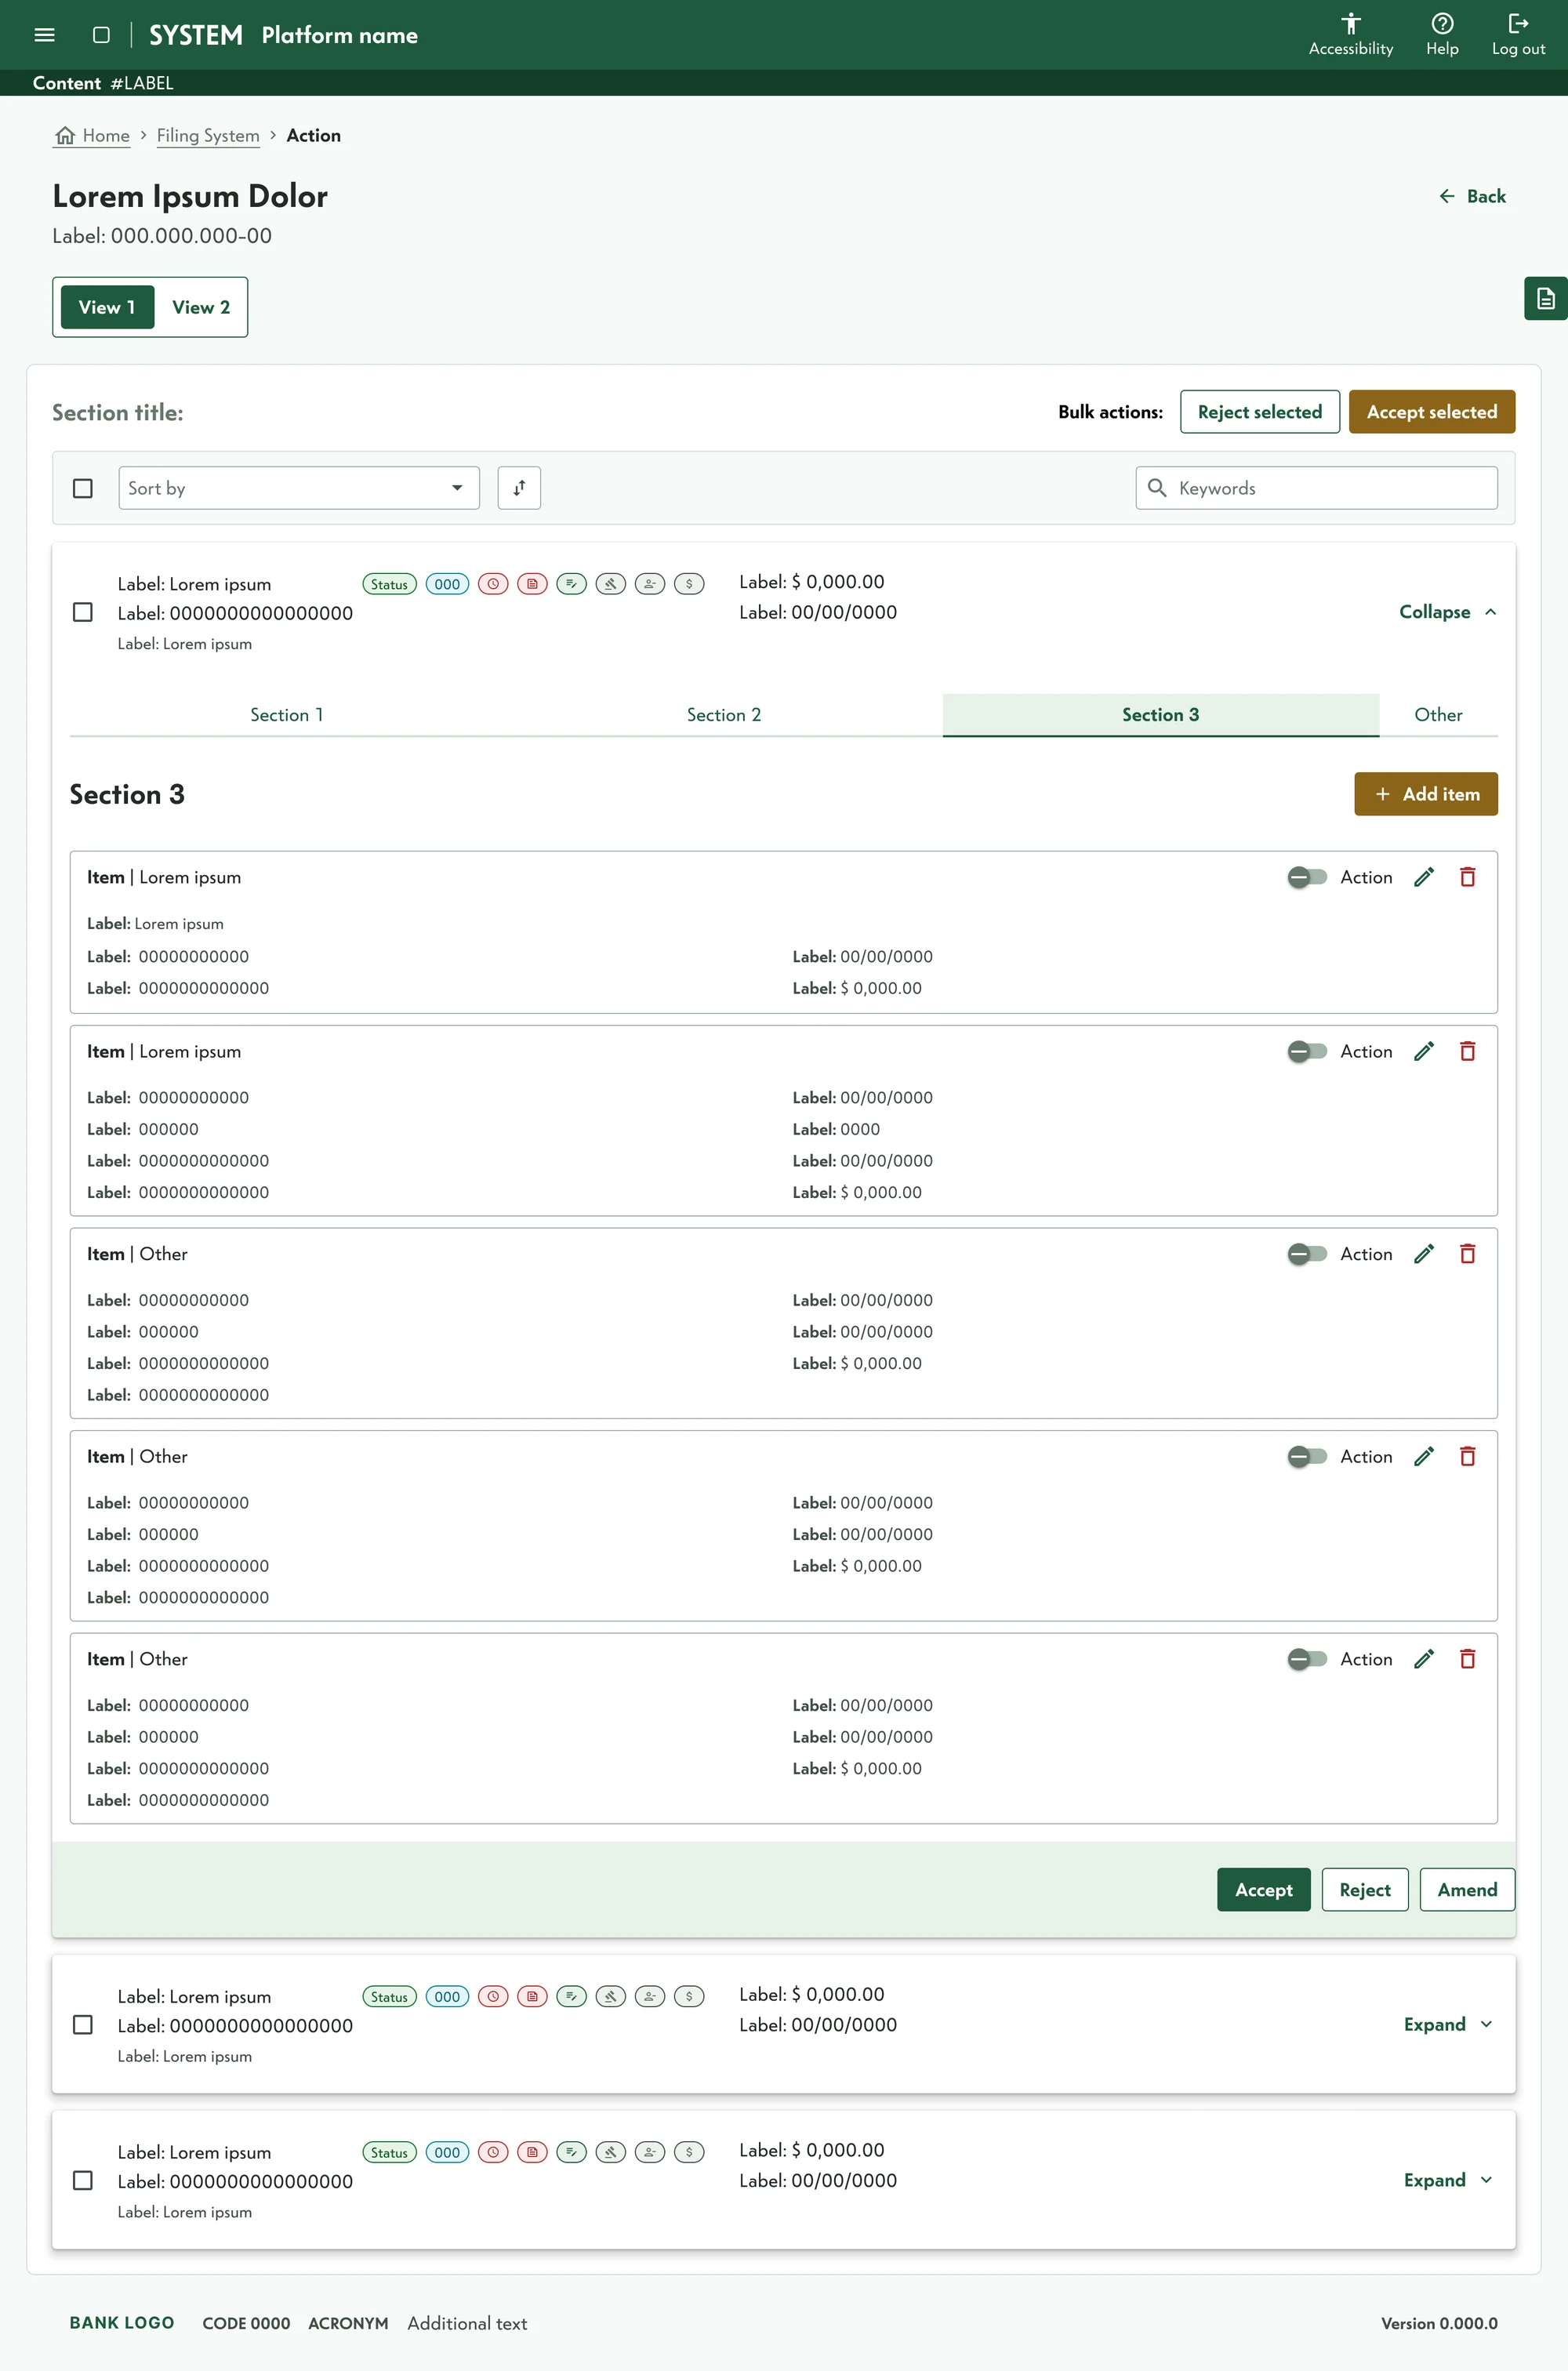 SYSTEM Platform name
Accessibility Help Log out
Content #LABEL
Home > Filing System > Action
Lorem Ipsum Dolor
Back
Label: 000.000.000-00
View 1 View 2
Section title:
Bulk actions: Reject selected Accept selected
Sort by
Keywords
Label: Lorem ipsum Status 000 $ Label: $ 0,000.00
Label: 0000000000000000 Label: 00/00/0000
Label: Lorem ipsum
Collapse
Section 1 Section 2 Section 3 Other
Section 3
+ Add item
Item | Lorem ipsum Action
Label: Lorem ipsum
Label: 00000000000 Label: 00/00/0000
Label: 0000000000000 Label: $ 0,000.00
Item | Lorem ipsum Action
Label: 00000000000 Label: 00/00/0000
Label: 000000 Label: 0000
Label: 0000000000000 Label: 00/00/0000
Label: 0000000000000 Label: $ 0,000.00
Item | Other Action
Label: 00000000000 Label: 00/00/0000
Label: 000000 Label: 00/00/0000
Label: 0000000000000 Label: $ 0,000.00
Label: 0000000000000
Item | Other Action
Label: 00000000000 Label: 00/00/0000
Label: 000000 Label: 00/00/0000
Label: 0000000000000 Label: $ 0,000.00
Label: 0000000000000
Item | Other Action
Label: 00000000000 Label: 00/00/0000
Label: 000000 Label: 00/00/0000
Label: 0000000000000 Label: $ 0,000.00
Label: 0000000000000
Accept Reject Amend
Label: Lorem ipsum Status 000 $ Label: $ 0,000.00
Label: 0000000000000000 Label: 00/00/0000
Label: Lorem ipsum
Expand
Label: Lorem ipsum Status 000 $ Label: $ 0,000.00
Label: 0000000000000000 Label: 00/00/0000
Label: Lorem ipsum
Expand
BANK LOGO CODE 0000 ACRONYM Additional text Version 0.000.0